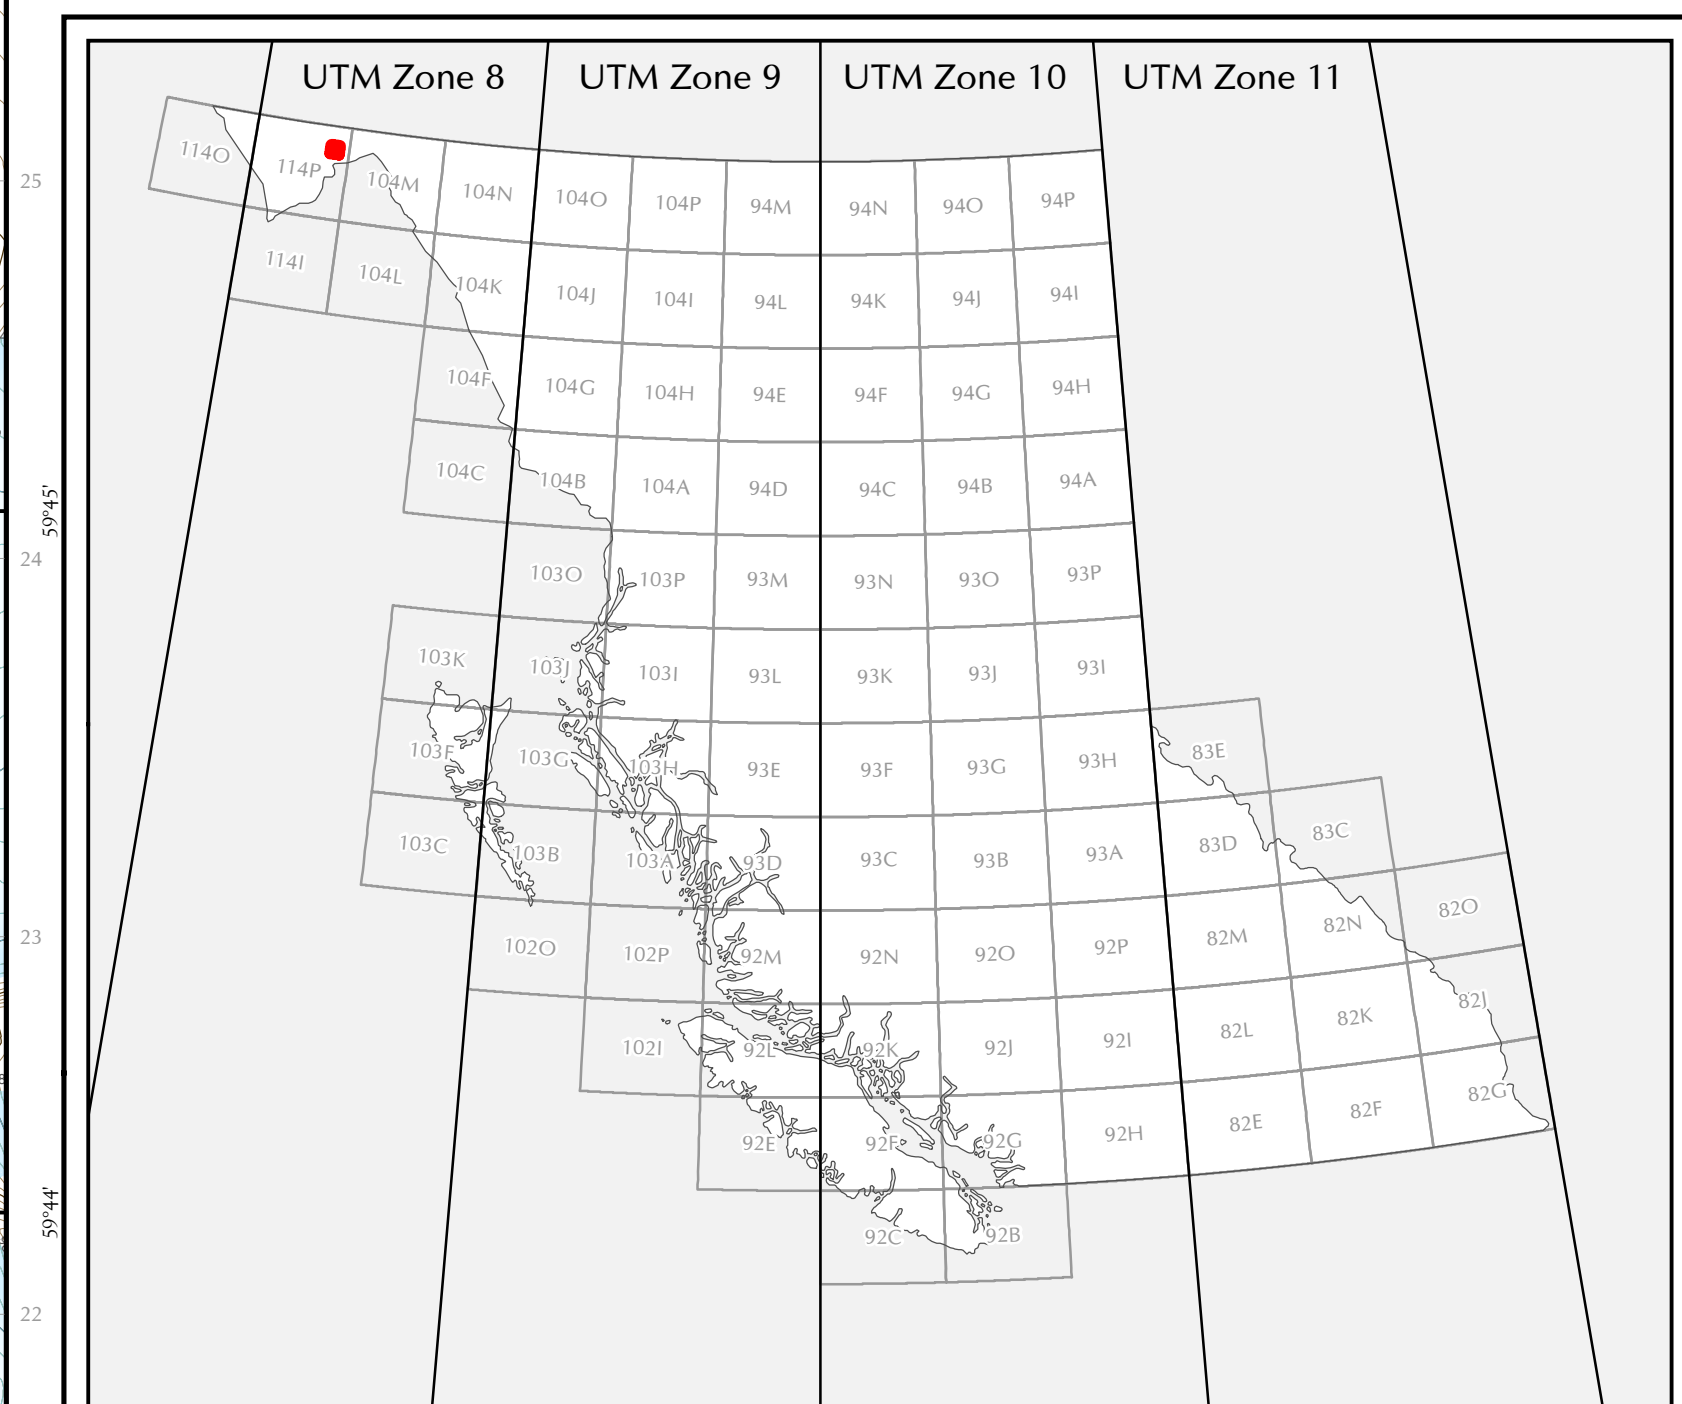 UTM Zone 8 UTM Zone 9 UTM Zone 10 UTM Zone 11
114O 114P 104M 104N 104O 104P 94M 94N 94O 94P
25
114I 104L 104K 104J 104I 94L 94K 94J 94I
104F 104G 104H 94E 94F 94G 94H
104C 104B 104A 94D 94C 94B 94A
59°45'
24
103O 103P 93M 93N 93O 93P
103K 103J 103I 93L 93K 93J 93I
103F 103G 103H 93E 93F 93G 93H 83E
103C 103B 103A 93D 93C 93B 93A 83D 83C
23
102O 102P 92M 92N 92O 92P 82M 82N 82O
102I 92L 92K 92J 92I 82L 82K 82J
92E 92F 92G 92H 82E 82F 82G
59°44'
92C 92B
22